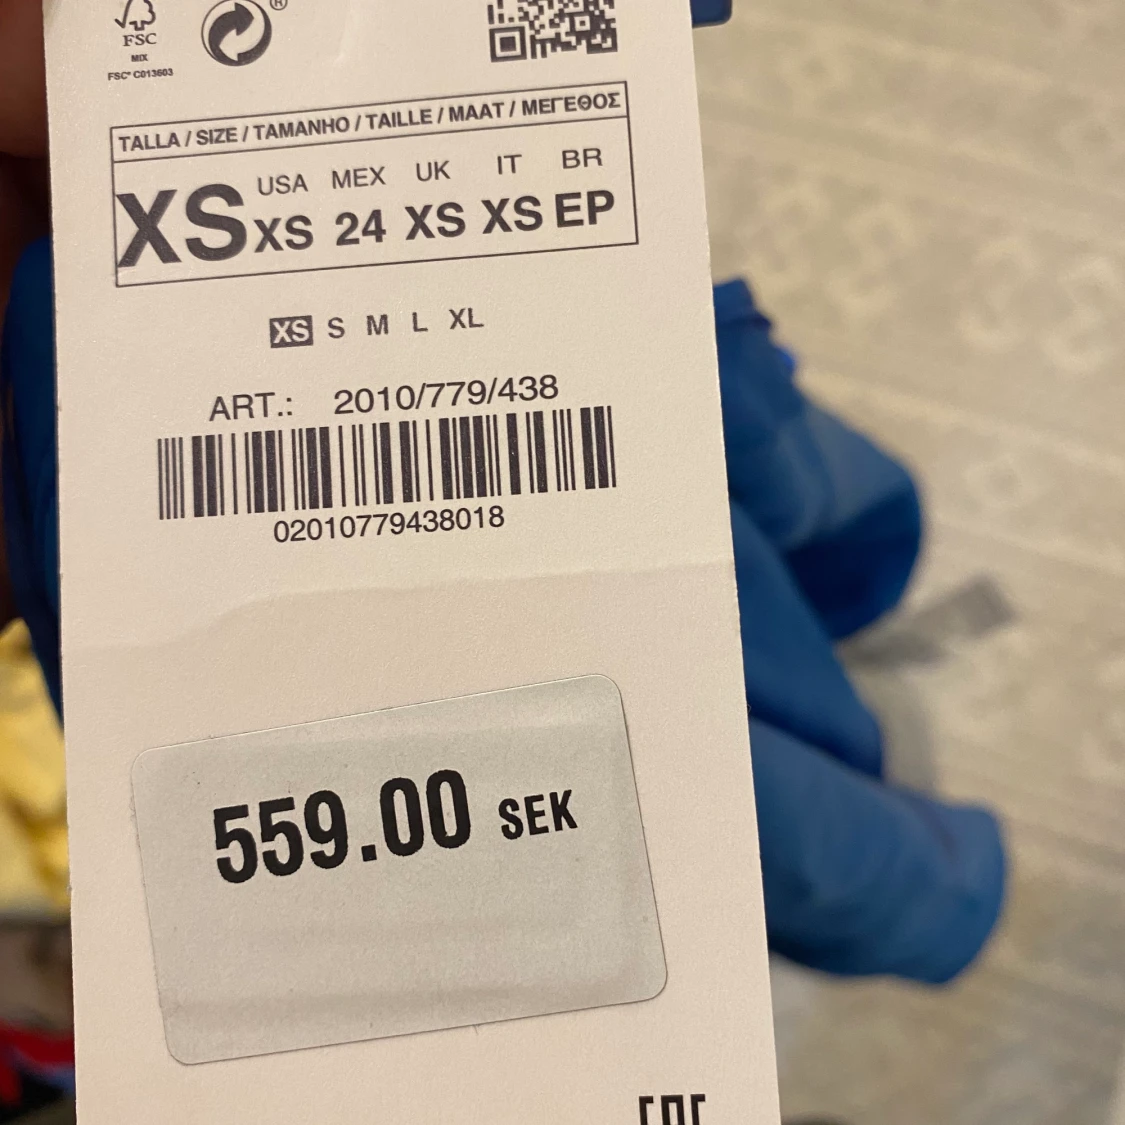 ®
FSC
MIX
FSC® C013603
TALLA / SIZE / TAMANHO / TAILLE / MAAT / ΜΕΓΕΘΟΣ
USA MEX UK IT BR
XS XS 24 XS XS EP
XS S M L XL
ART.: 2010/779/438
02010779438018
559.00 SEK